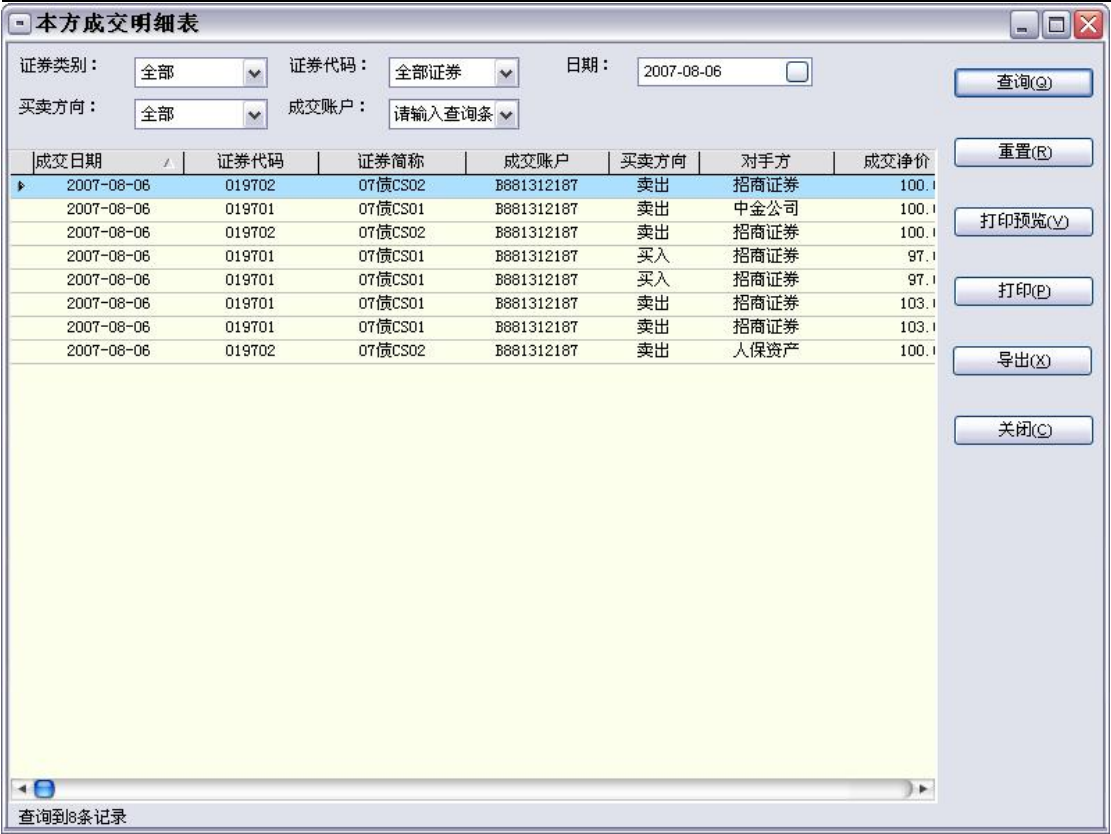 本方成交明细表
证券类别： 全部 证券代码： 全部证券 日期： 2007-08-06 查询(Q)
买卖方向： 全部 成交账户： 请输入查询条
重置(R)
成交日期 证券代码 证券简称 成交账户 买卖方向 对手方 成交净价
2007-08-06 019702 07债CS02 B881312187 卖出 招商证券 100.
2007-08-06 019701 07债CS01 B881312187 卖出 中金公司 100.
打印预览(V)
2007-08-06 019702 07债CS02 B881312187 卖出 招商证券 100.
2007-08-06 019701 07债CS01 B881312187 买入 招商证券 97.
2007-08-06 019701 07债CS01 B881312187 买入 招商证券 97.
打印(P)
2007-08-06 019701 07债CS01 B881312187 卖出 招商证券 103.
2007-08-06 019701 07债CS01 B881312187 卖出 招商证券 103.
2007-08-06 019702 07债CS02 B881312187 卖出 人保资产 100.
导出(X)
关闭(C)
查询到8条记录